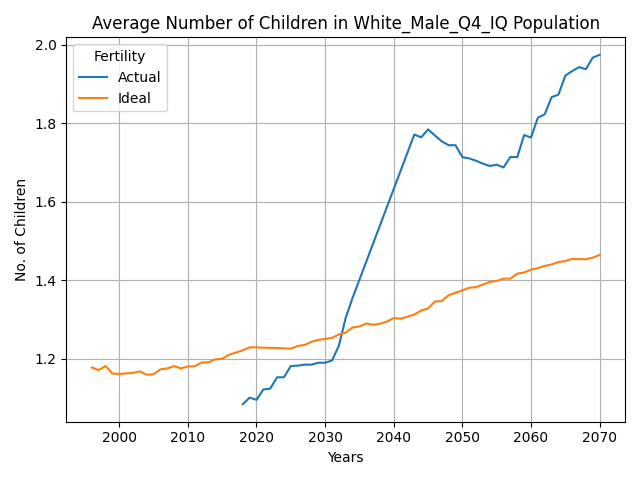 Average Number of Children in White_Male_Q4_IQ Population
Fertility
Actual
Ideal
No. of Children
2.0
1.8
1.6
1.4
1.2
2000 2010 2020 2030 2040 2050 2060 2070
Years